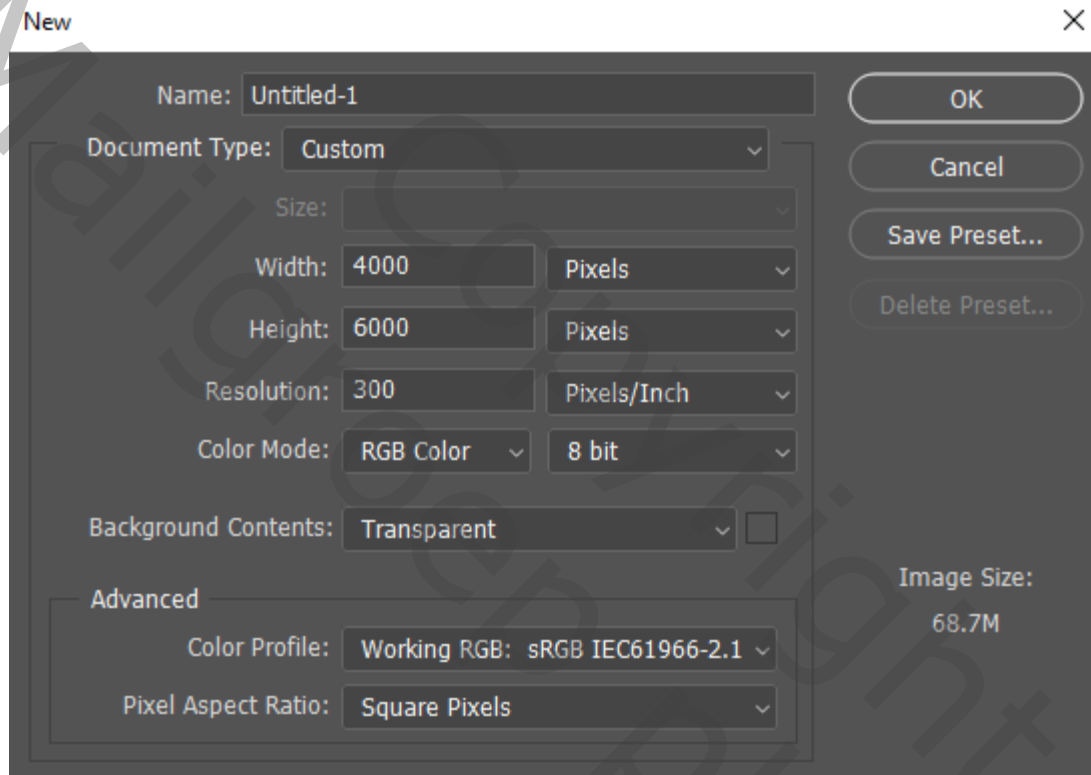 New
Name: Untitled-1
OK
Document Type: Custom
Cancel
Size:
Save Preset...
Width: 4000 Pixels
Delete Preset...
Height: 6000 Pixels
Resolution: 300 Pixels/Inch
Color Mode: RGB Color 8 bit
Background Contents: Transparent
Image Size:
68.7M
Advanced
Color Profile: Working RGB: sRGB IEC61966-2.1
Pixel Aspect Ratio: Square Pixels
Copyright